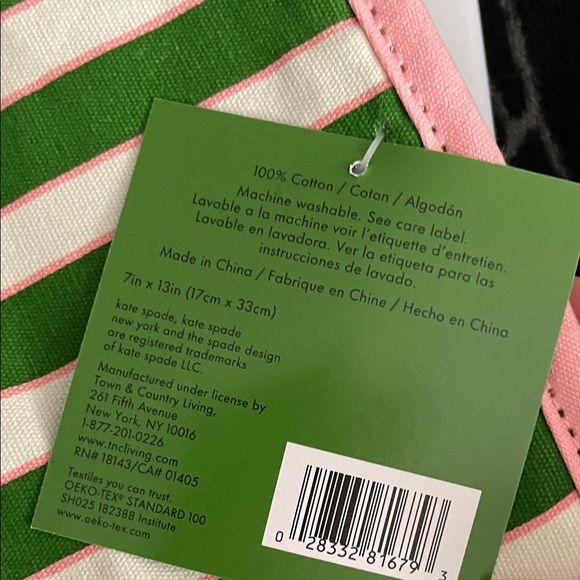 100% Cotton / Coton / Algodón
Machine washable. See care label.
Lavable a la machine voir l'etiquette d'entretien.
Lavable en lavadora. Ver la etiqueta para las
instrucciones de lavado.
Made in China / Fabrique en Chine / Hecho en China
7in x 13in (17cm x 33cm)
kate spade, kate spade
new york and the spade design
are registered trademarks
of kate spade LLC.
Manufactured under license by
Town & Country Living,
261 Fifth Avenue
New York, NY 10016
1-877-201-0226
www.tncliving.com
RN# 18143/CA# 01405
Textiles you can trust.
OEKO-TEX® STANDARD 100
SH025 182388 Institute
www.oeko-tex.com
0 28332 81679 3